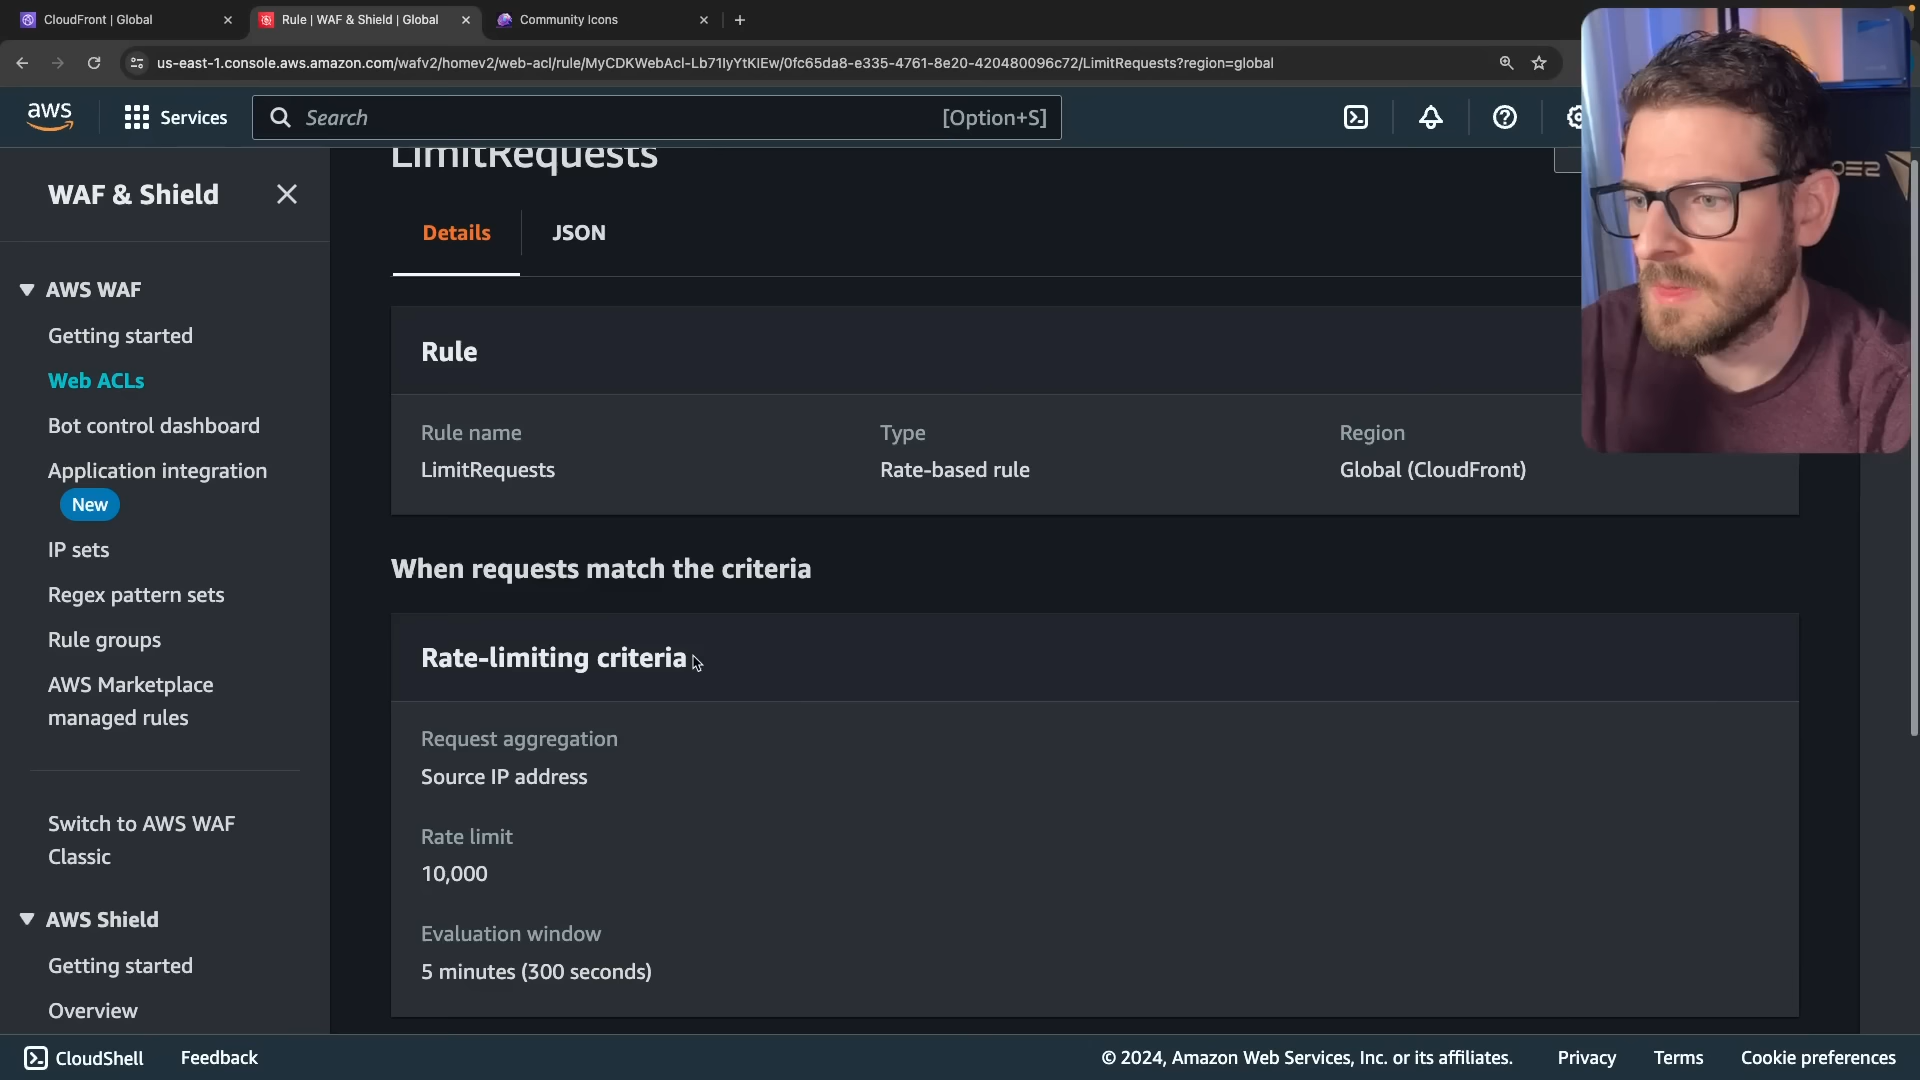 CloudFront | Global
Rule | WAF & Shield | Global
Community Icons
us-east-1.console.aws.amazon.com/wafv2/homev2/web-acl/rule/MyCDKWebAcl-Lb71IyYtKIEw/0fc65da8-e335-4761-8e20-420480096c72/LimitRequests?region=global
aws
Services
Search
[Option+S]
LimitRequests
WAF & Shield
Details
JSON
AWS WAF
Getting started
Web ACLs
Bot control dashboard
Application integration
New
IP sets
Regex pattern sets
Rule groups
AWS Marketplace
managed rules
Switch to AWS WAF
Classic
AWS Shield
Getting started
Overview
Rule
Rule name
LimitRequests
Type
Rate-based rule
Region
Global (CloudFront)
When requests match the criteria
Rate-limiting criteria
Request aggregation
Source IP address
Rate limit
10,000
Evaluation window
5 minutes (300 seconds)
CloudShell
Feedback
© 2024, Amazon Web Services, Inc. or its affiliates.
Privacy
Terms
Cookie preferences